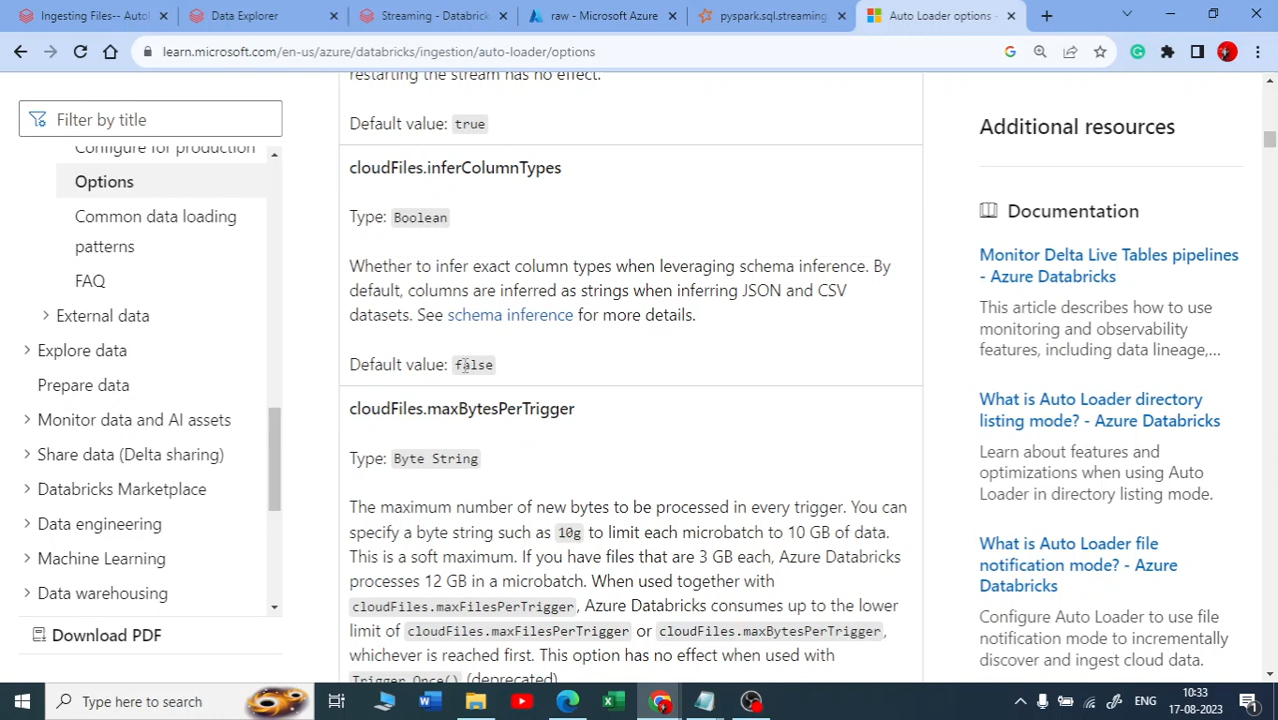 Ingesting Files-- Autol
Data Explorer
Streaming - Databrick
raw - Microsoft Azure
pyspark.sql.streaming
Auto Loader options -
learn.microsoft.com/en-us/azure/databricks/ingestion/auto-loader/options
Filter by title
Configure for production
Options
Common data loading
patterns
FAQ
External data
Explore data
Prepare data
Monitor data and AI assets
Share data (Delta sharing)
Databricks Marketplace
Data engineering
Machine Learning
Data warehousing
Download PDF
restarting the stream has no effect.
Default value: true
cloudFiles.inferColumnTypes
Type: Boolean
Whether to infer exact column types when leveraging schema inference. By
default, columns are inferred as strings when inferring JSON and CSV
datasets. See schema inference for more details.
Default value: false
cloudFiles.maxBytesPerTrigger
Type: Byte String
The maximum number of new bytes to be processed in every trigger. You can
specify a byte string such as 10g to limit each microbatch to 10 GB of data.
This is a soft maximum. If you have files that are 3 GB each, Azure Databricks
processes 12 GB in a microbatch. When used together with
cloudFiles.maxFilesPerTrigger, Azure Databricks consumes up to the lower
limit of cloudFiles.maxFilesPerTrigger or cloudFiles.maxBytesPerTrigger,
whichever is reached first. This option has no effect when used with
Trigger.Once() (deprecated)
Additional resources
Documentation
Monitor Delta Live Tables pipelines
- Azure Databricks
This article describes how to use
monitoring and observability
features, including data lineage,...
What is Auto Loader directory
listing mode? - Azure Databricks
Learn about features and
optimizations when using Auto
Loader in directory listing mode.
What is Auto Loader file
notification mode? - Azure
Databricks
Configure Auto Loader to use file
notification mode to incrementally
discover and ingest cloud data.
Type here to search
ENG
10:33
17-08-2023
1